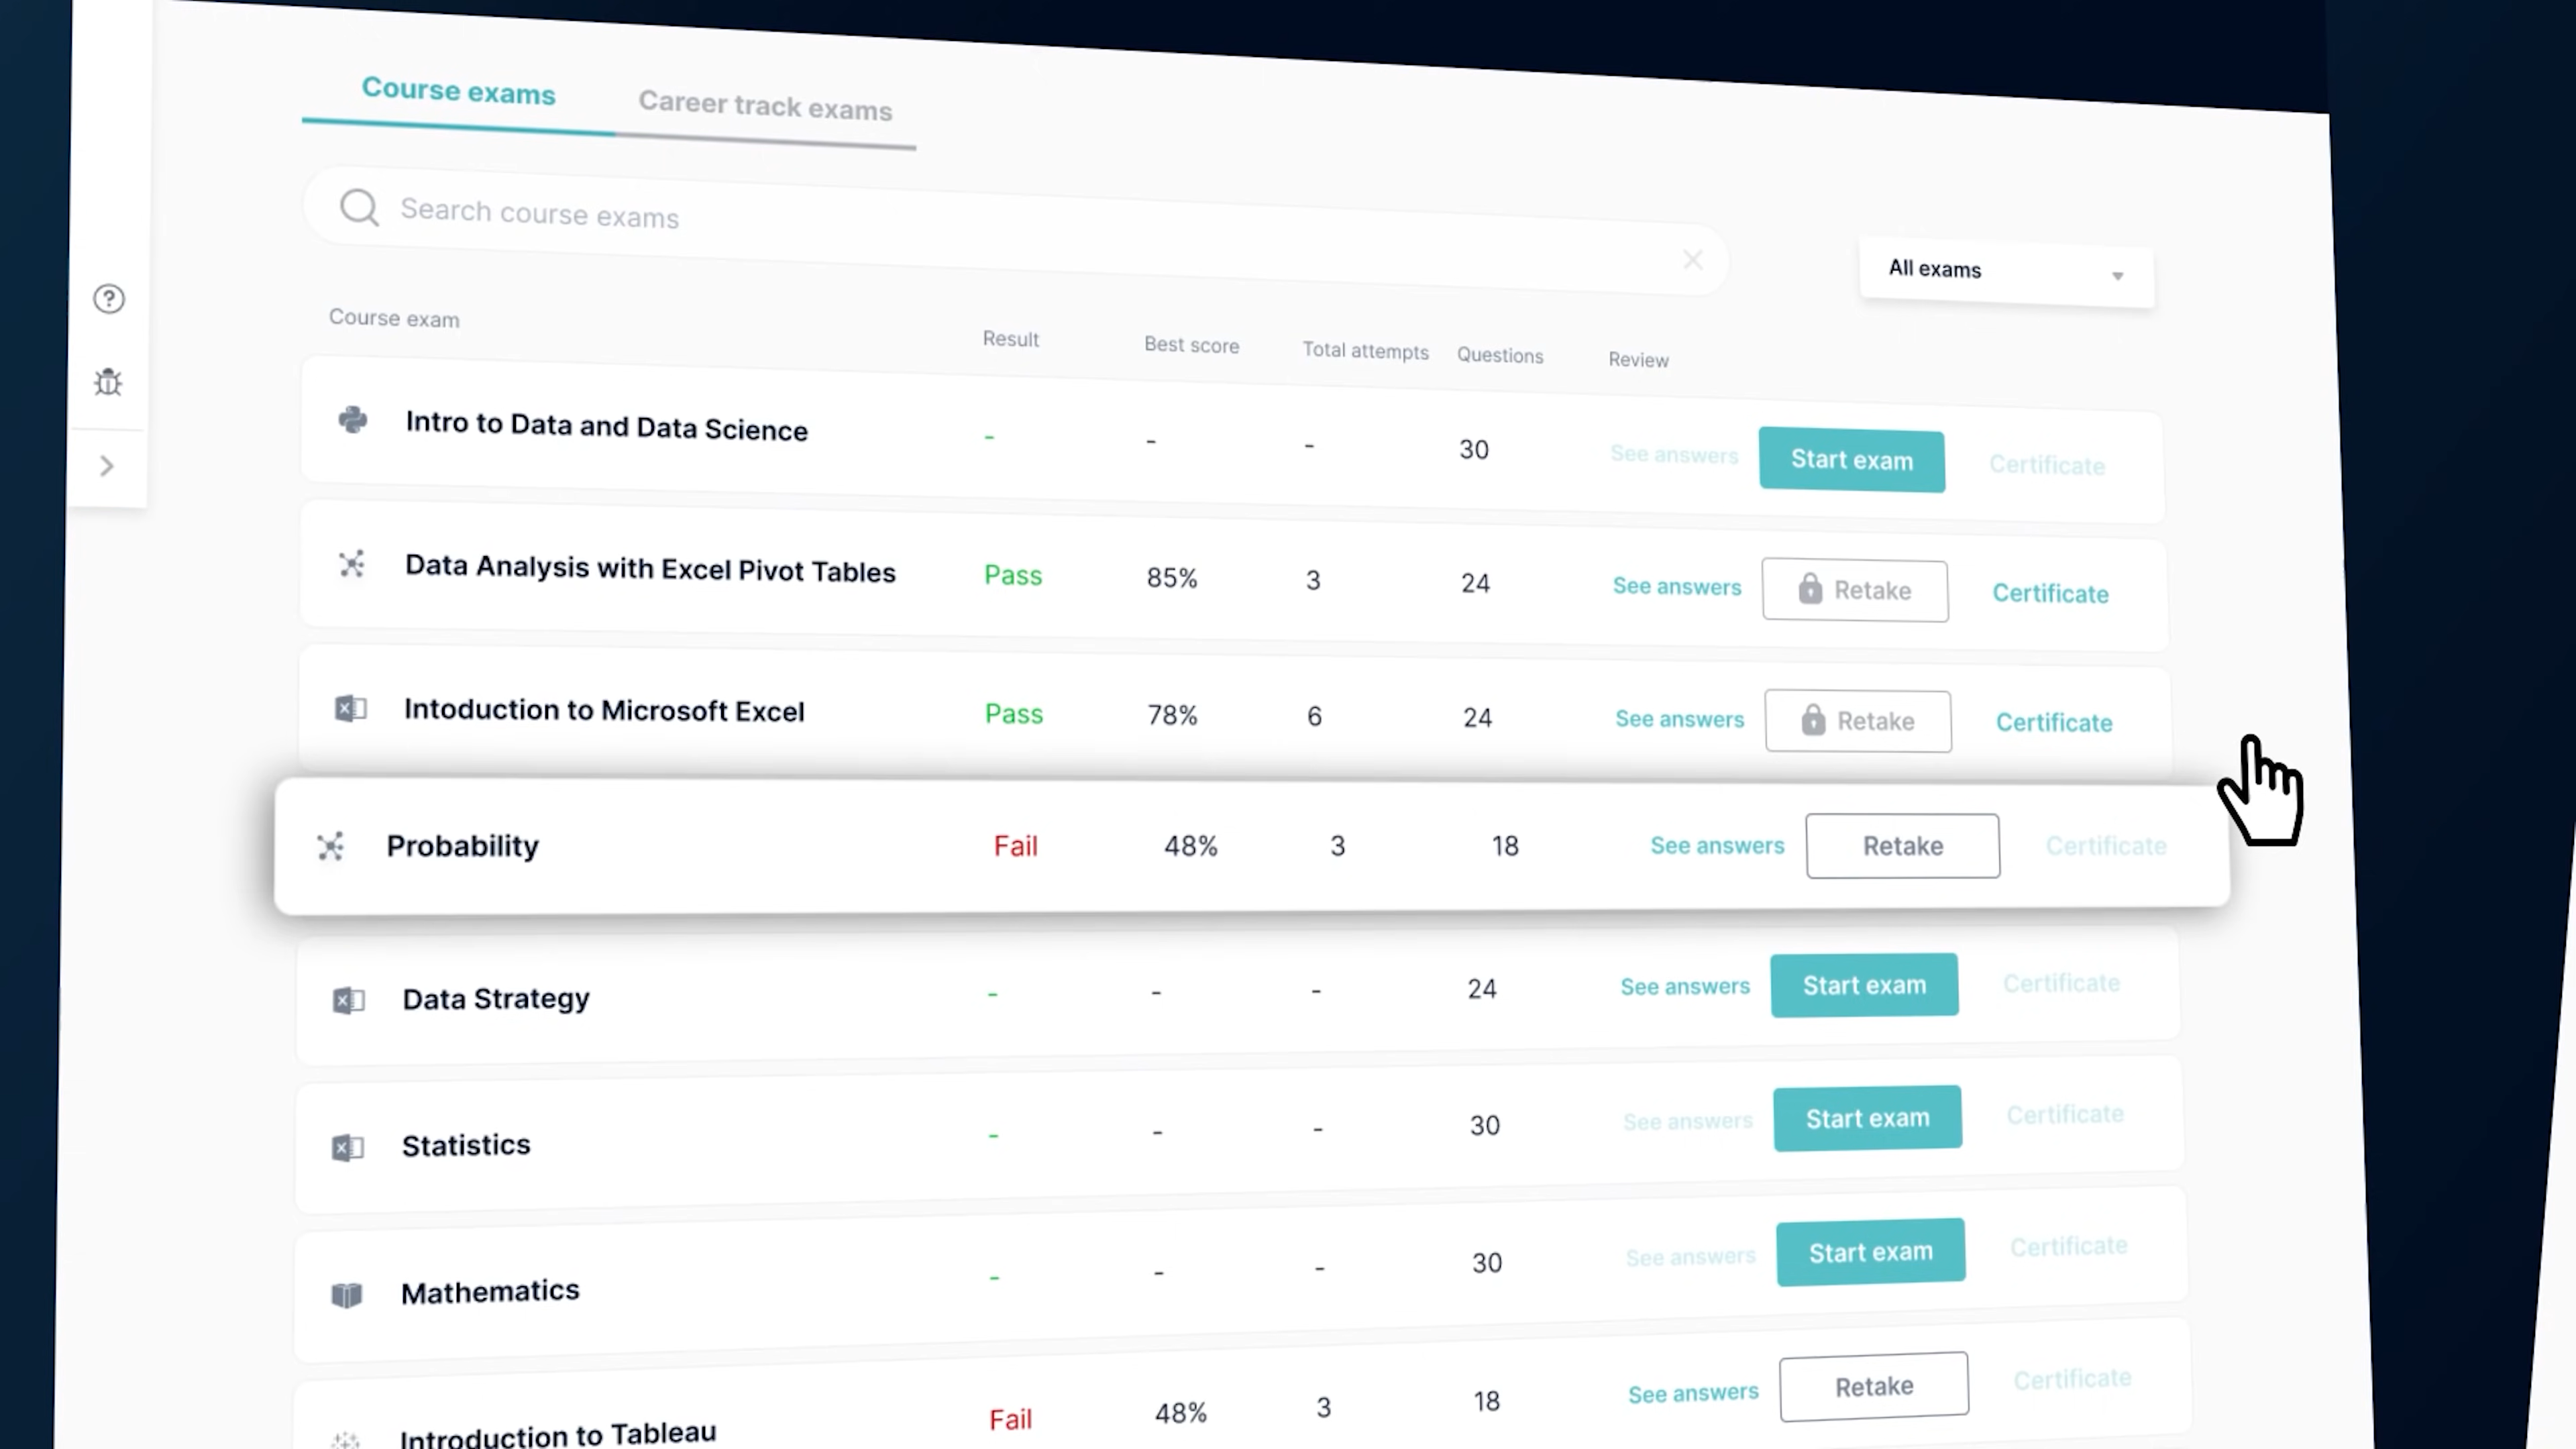 Course exams Career track exams
Search course exams
All exams
Course exam Result Best score Total attempts Questions Review
Intro to Data and Data Science - - - 30 See answers Start exam Certificate
Data Analysis with Excel Pivot Tables Pass 85% 3 24 See answers Retake Certificate
Intoduction to Microsoft Excel Pass 78% 6 24 See answers Retake Certificate
Probability Fail 48% 3 18 See answers Retake Certificate
Data Strategy - - - 24 See answers Start exam Certificate
Statistics - - - 30 See answers Start exam Certificate
Mathematics - - - 30 See answers Start exam Certificate
Introduction to Tableau Fail 48% 3 18 See answers Retake Certificate